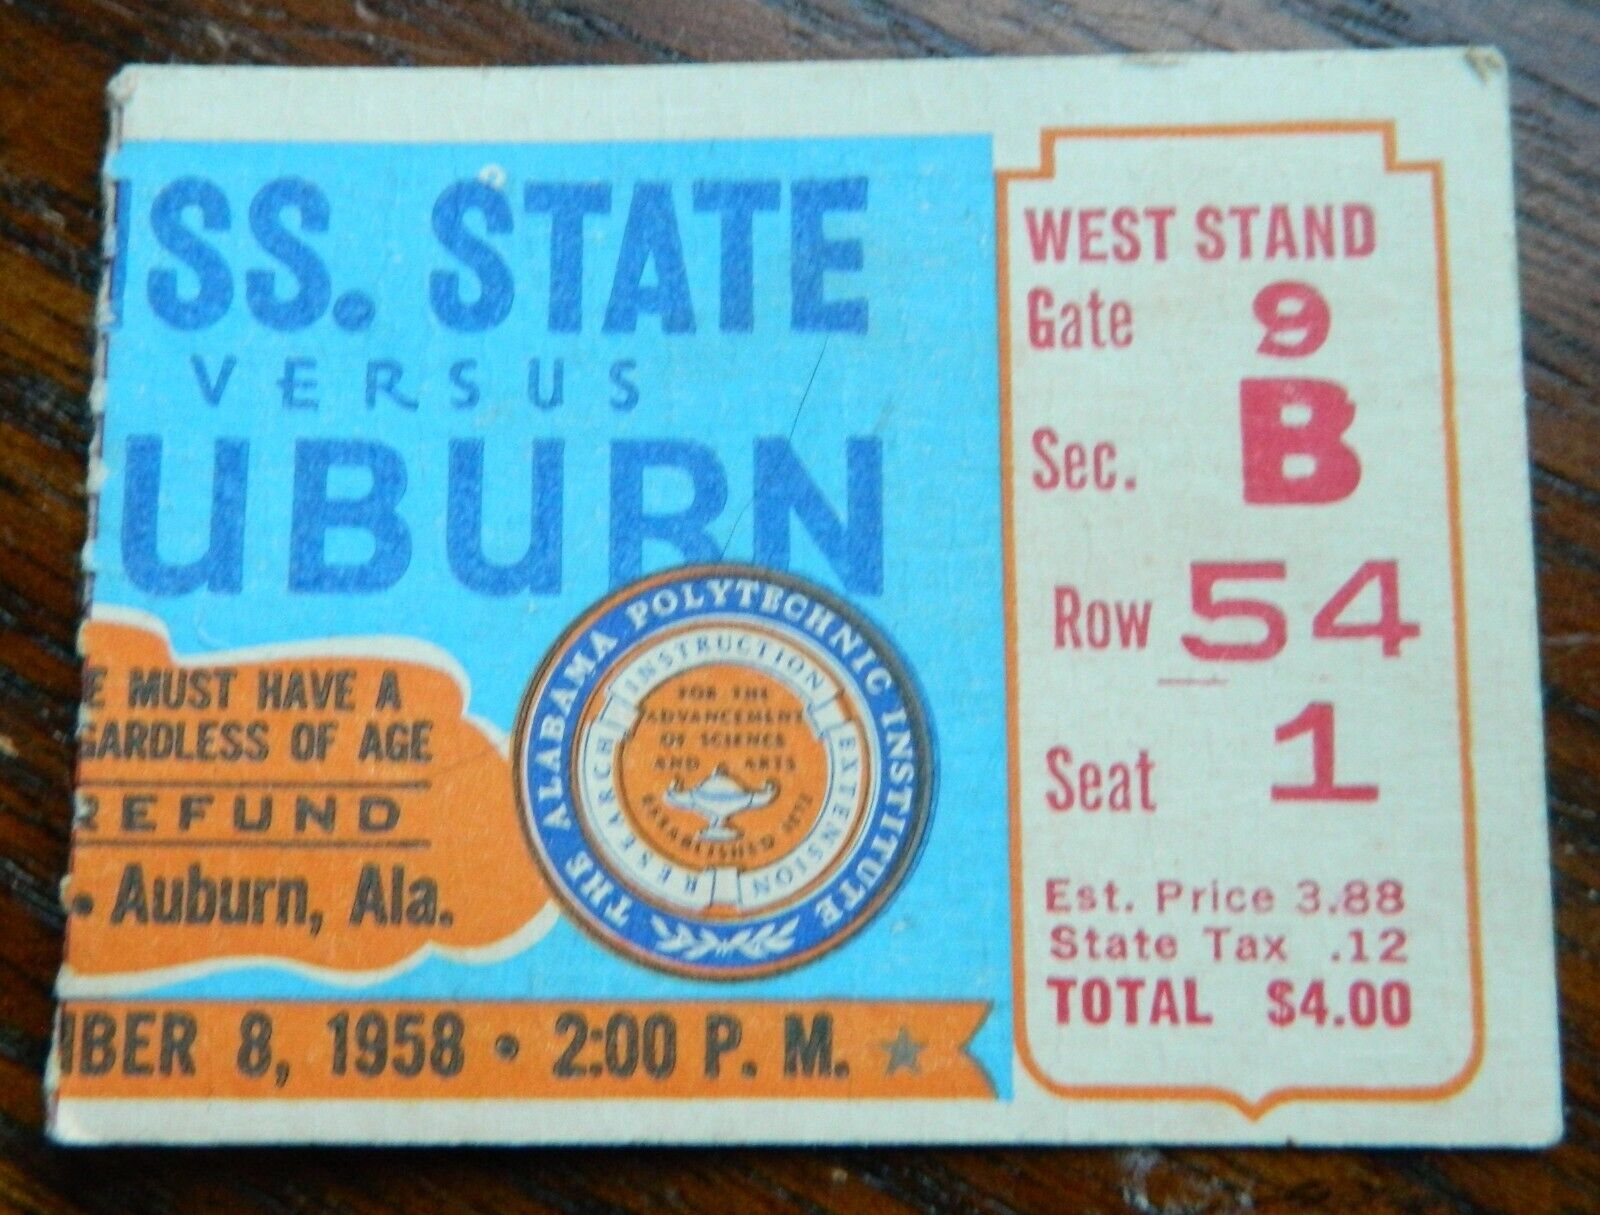 ISS. STATE
VERSUS
UBURN
E MUST HAVE A
GARDLESS OF AGE
REFUND
• Auburn, Ala.
MBER 8, 1958 • 2:00 P. M. ★
THE ALABAMA POLYTECHNIC INSTITUTE
RESEARCH INSTRUCTION EXTENSION
FOR THE
ADVANCEMENT
OF SCIENCE
AND ARTS
ESTABLISHED 1872
WEST STAND
Gate 9
Sec. B
Row 54
Seat 1
Est. Price 3.88
State Tax .12
TOTAL $4.00